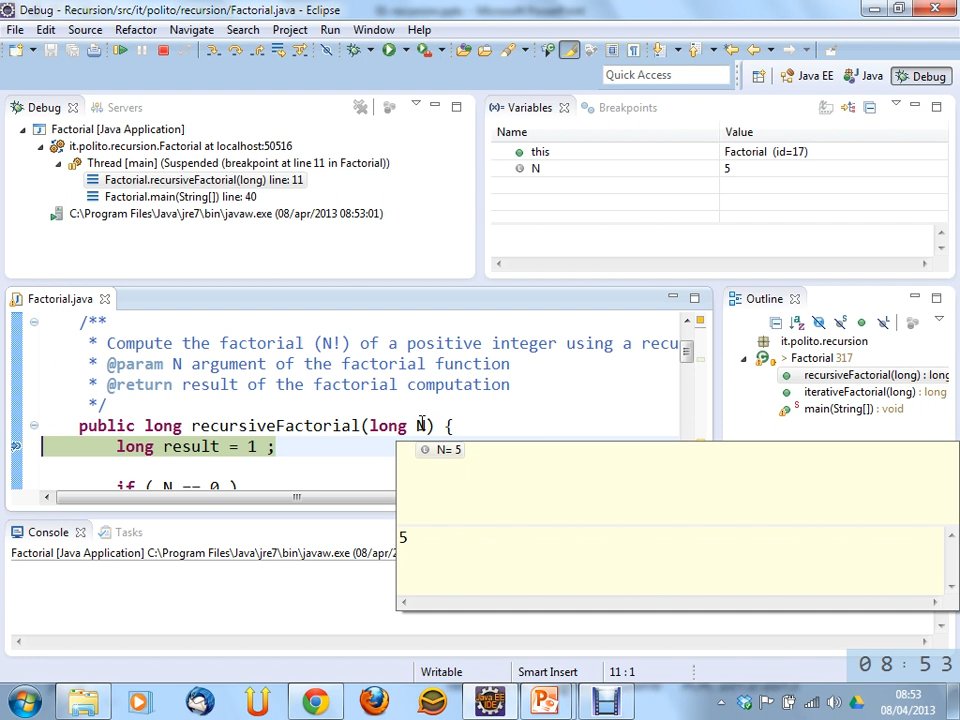 Debug - Recursion/src/it/polito/recursion/Factorial.java - Eclipse
File Edit Source Refactor Navigate Search Project Run Window Help
Quick Access
Java EE
Java
Debug
Debug
Servers
Factorial [Java Application]
it.polito.recursion.Factorial at localhost:50516
Thread [main] (Suspended (breakpoint at line 11 in Factorial))
Factorial.recursiveFactorial(long) line: 11
Factorial.main(String[]) line: 40
C:\Program Files\Java\jre7\bin\javaw.exe (08/apr/2013 08:53:01)
(x)= Variables
Breakpoints
Name Value
this Factorial (id=17)
N 5
Factorial.java
/**
* Compute the factorial (N!) of a positive integer using a recu
* @param N argument of the factorial function
* @return result of the factorial computation
*/
public long recursiveFactorial(long N) {
long result = 1 ;
if ( N == 0 )
N= 5
5
Outline
it.polito.recursion
> Factorial 317
recursiveFactorial(long) : long
iterativeFactorial(long) : long
main(String[]) : void
Console
Tasks
Factorial [Java Application] C:\Program Files\Java\jre7\bin\javaw.exe (08/apr/2
Writable
Smart Insert
11 : 1
08:53
Java EE
IDE
08:53
08/04/2013